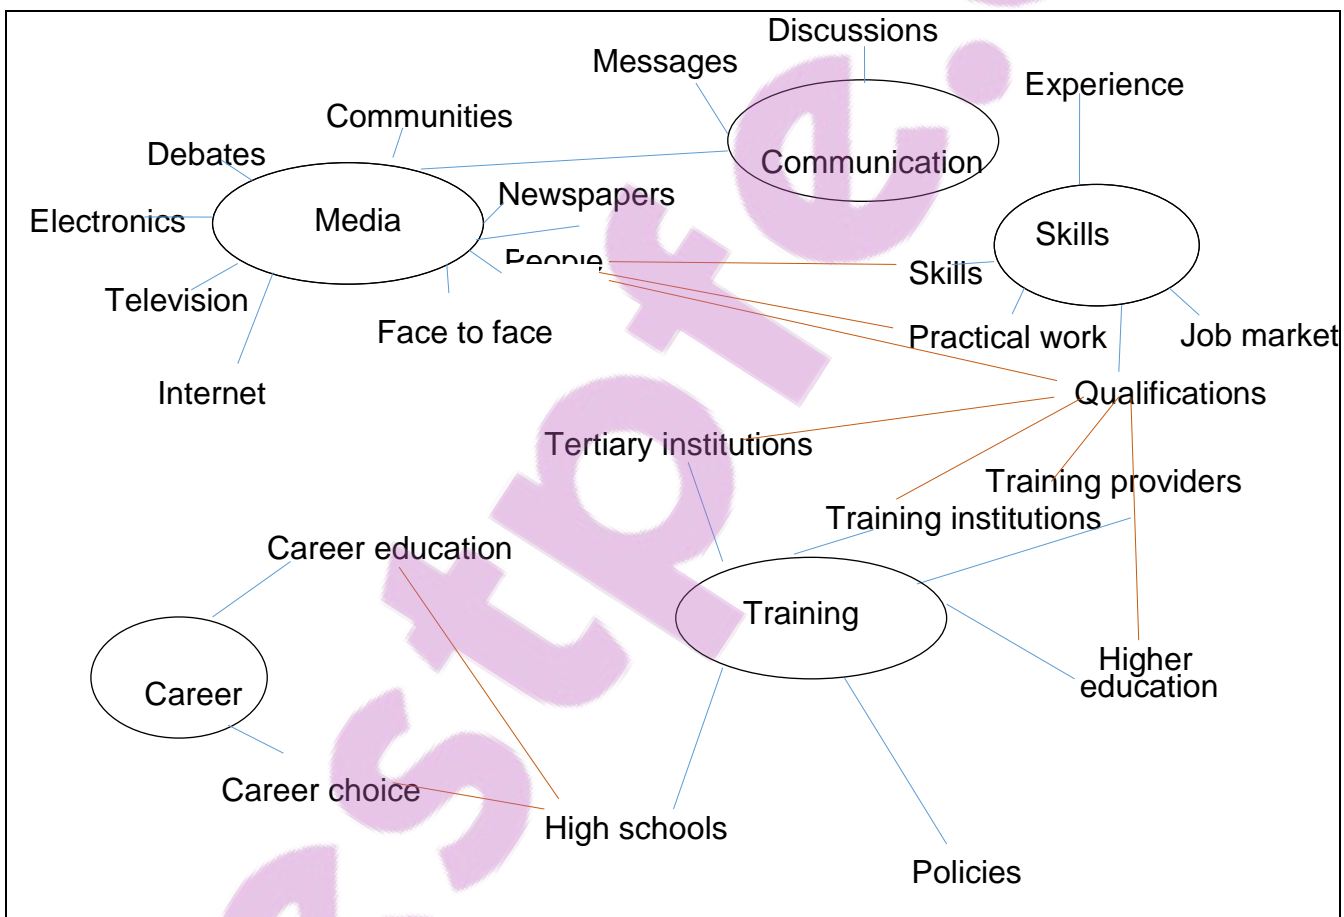 Discussions
Messages
Experience
Communities
Debates
Communication
Newspapers
Electronics
Media
Skills
People
Skills
Television
Face to face
Practical work
Job market
Internet
Qualifications
Tertiary institutions
Training providers
Training institutions
Career education
Training
Higher
education
Career
Career choice
High schools
Policies
stpfe.